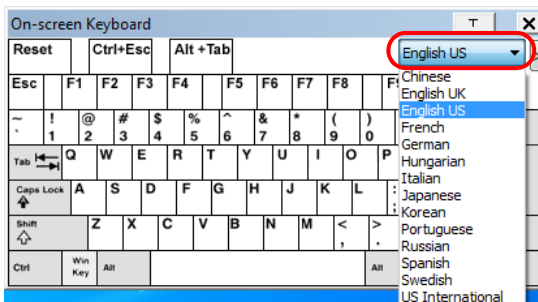 On-screen Keyboard T X
Reset Ctrl+Esc Alt +Tab English US
Chinese
English UK
English US
French
German
Hungarian
Italian
Japanese
Korean
Portuguese
Russian
Spanish
Swedish
US International
Esc F1 F2 F3 F4 F5 F6 F7 F8
~ ! @ # $ % ^ & * ( )
` 1 2 3 4 5 6 7 8 9 0
Tab Q W E R T Y U I O P
Caps Lock A S D F G H J K L :
;
Shift Z X C V B N M < >
, .
Ctrl Win Key Alt Alt